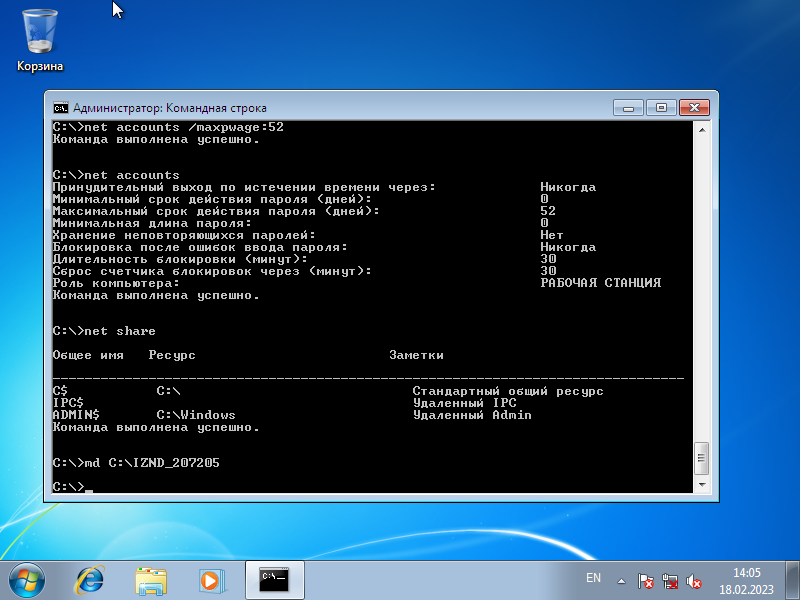 Корзина
Администратор: Командная строка
C:\>net accounts /maxpwage:52
Команда выполнена успешно.
C:\>net accounts
Принудительный выход по истечении времени через: Никогда
Минимальный срок действия пароля (дней): 0
Максимальный срок действия пароля (дней): 52
Минимальная длина пароля: 0
Хранение неповторяющихся паролей: Нет
Блокировка после ошибок ввода пароля: Никогда
Длительность блокировки (минут): 30
Сброс счетчика блокировок через (минут): 30
Роль компьютера: РАБОЧАЯ СТАНЦИЯ
Команда выполнена успешно.
C:\>net share
Общее имя Ресурс Заметки
C$ C:\ Стандартный общий ресурс
IPC$ Удаленный IPC
ADMIN$ C:\Windows Удаленный Admin
Команда выполнена успешно.
C:\>md C:\IZND_207205
C:\>_
EN
14:05
18.02.2023